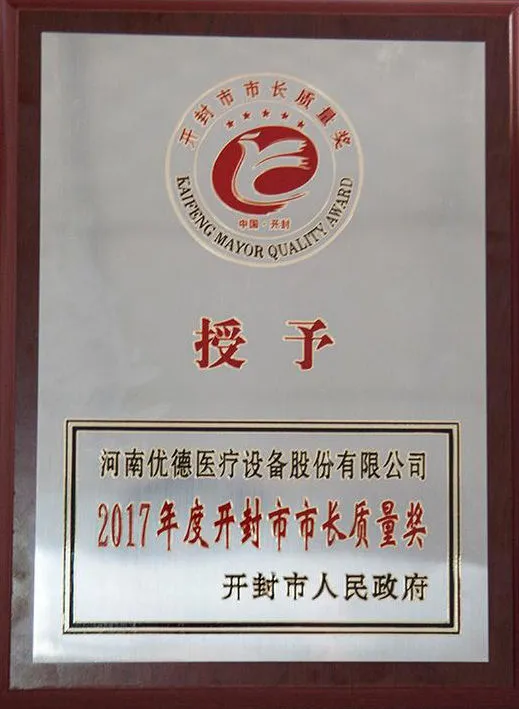 开封市市长质量奖
中国·开封
KAIFENG MAYOR QUALITY AWARD
授予
河南优德医疗设备股份有限公司
2017年度开封市市长质量奖
开封市人民政府